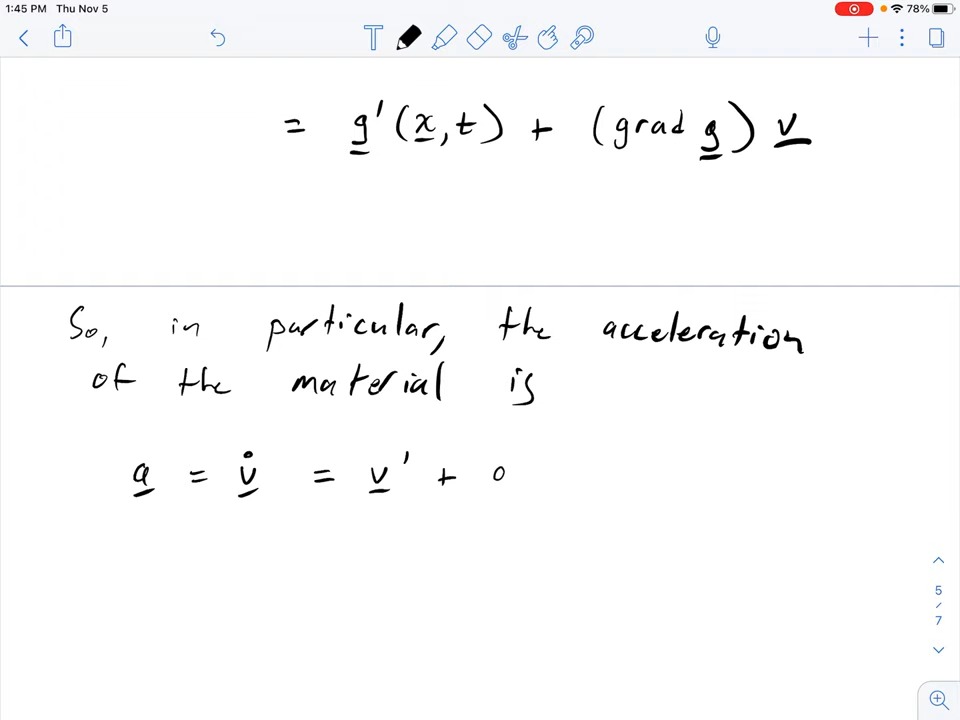 1:45 PM Thu Nov 5
78%
= g'(x,t) + (grad g) v
So, in particular, the acceleration
of the material is
a = v̇ = v' + o
5
/
7